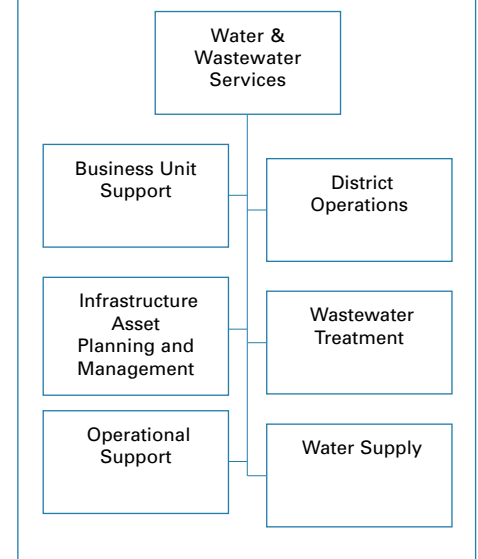 Water &
Wastewater
Services
Business Unit
Support
District
Operations
Infrastructure
Asset
Planning and
Management
Wastewater
Treatment
Operational
Support
Water Supply